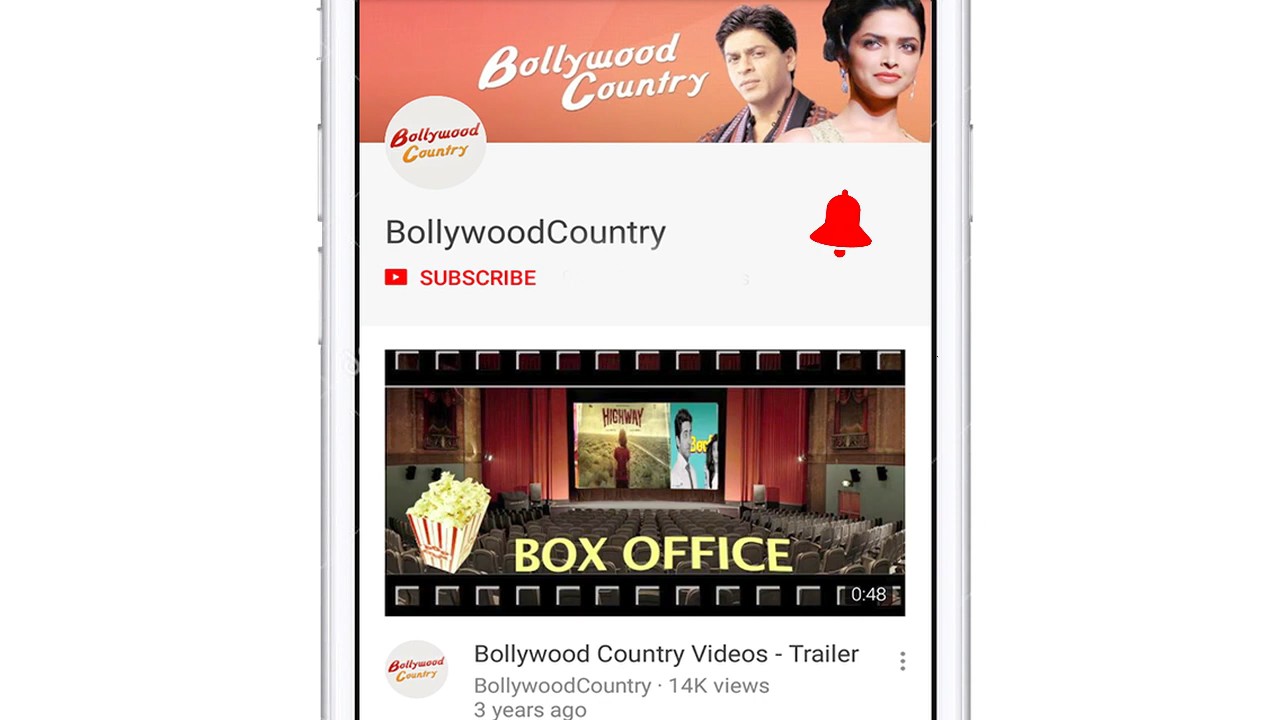 Bollywood
Country
Bollywood
Country
BollywoodCountry
SUBSCRIBE
HIGHWAY
BOX OFFICE
0:48
Bollywood
Country
Bollywood Country Videos - Trailer
BollywoodCountry · 14K views
3 years ago